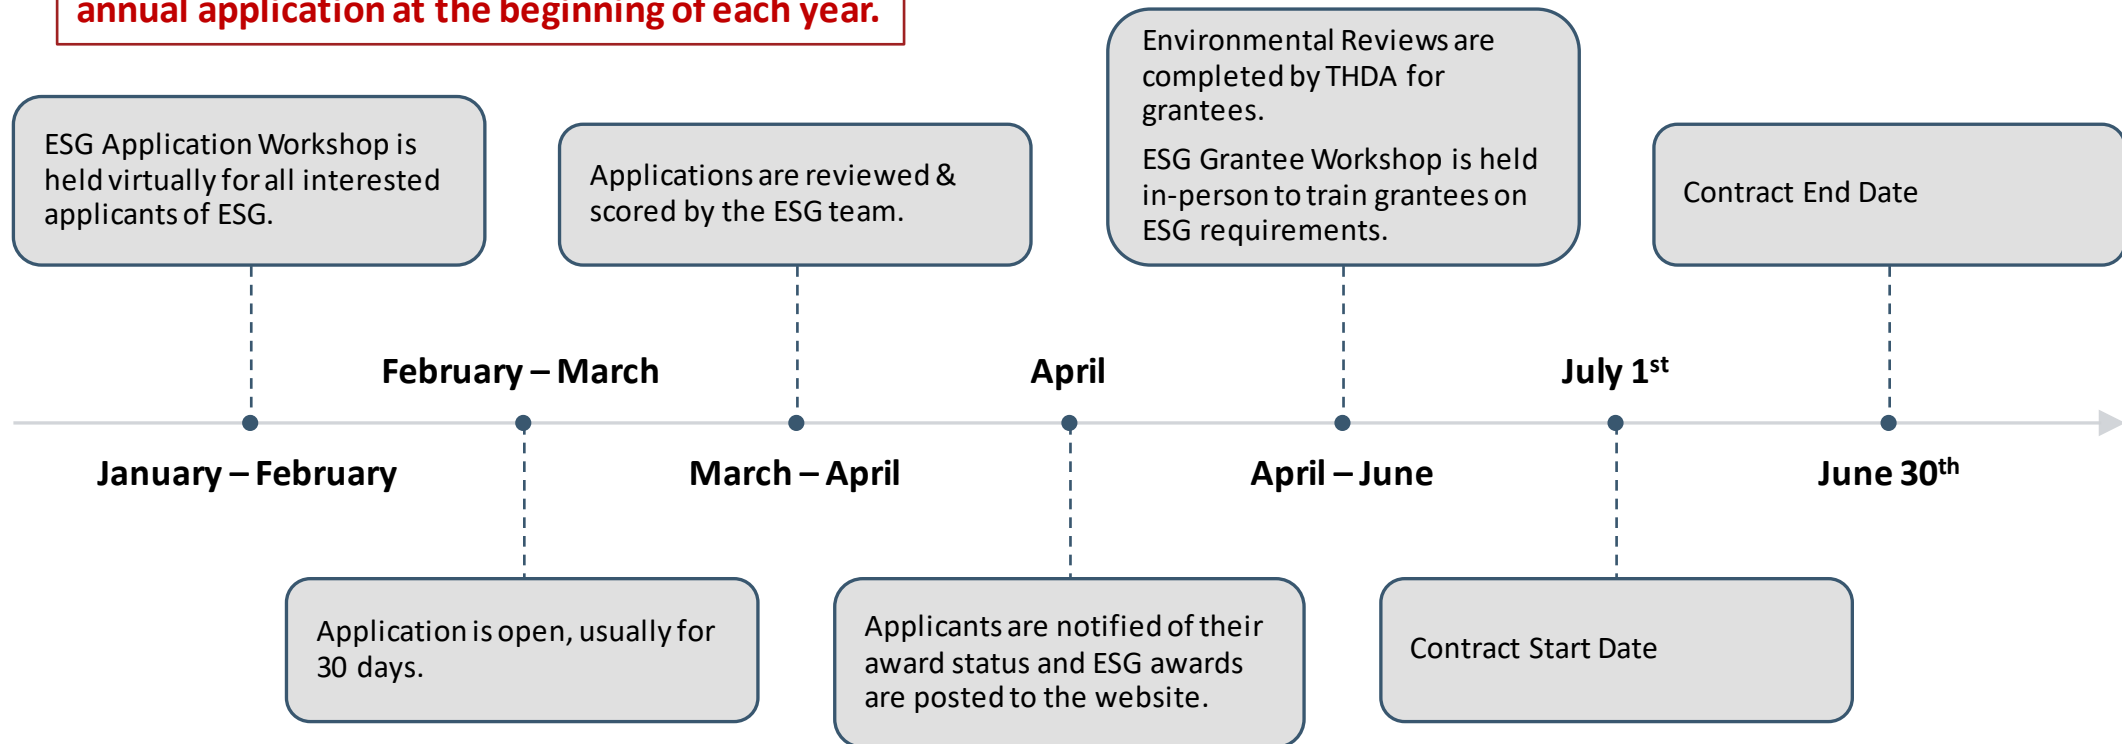 annual application at the beginning of each year.
ESG Application Workshop is
held virtually for all interested
applicants of ESG.
Applications are reviewed &
scored by the ESG team.
Environmental Reviews are
completed by THDA for
grantees.
ESG Grantee Workshop is held
in-person to train grantees on
ESG requirements.
Contract End Date
February – March
April
July 1st
January – February
March – April
April – June
June 30th
Application is open, usually for
30 days.
Applicants are notified of their
award status and ESG awards
are posted to the website.
Contract Start Date